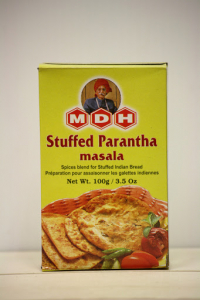 MDH
Stuffed Parantha
masala
Spices blend for Stuffed Indian Bread
Préparation pour assaisonner les galettes indiennes
Net Wt. 100g / 3.5 Oz